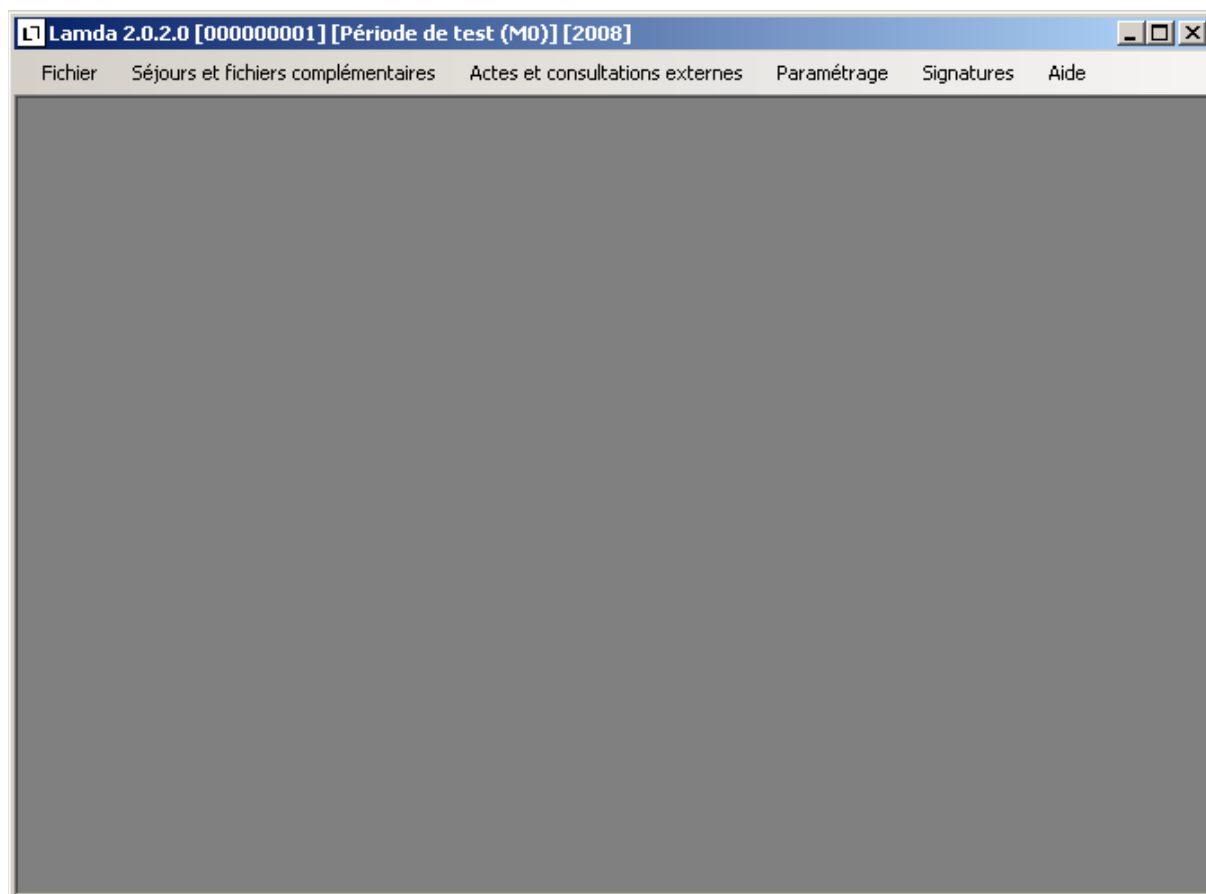 Lamda 2.0.2.0 [000000001] [Période de test (M0)] [2008]
Fichier Séjours et fichiers complémentaires Actes et consultations externes Paramétrage Signatures Aide